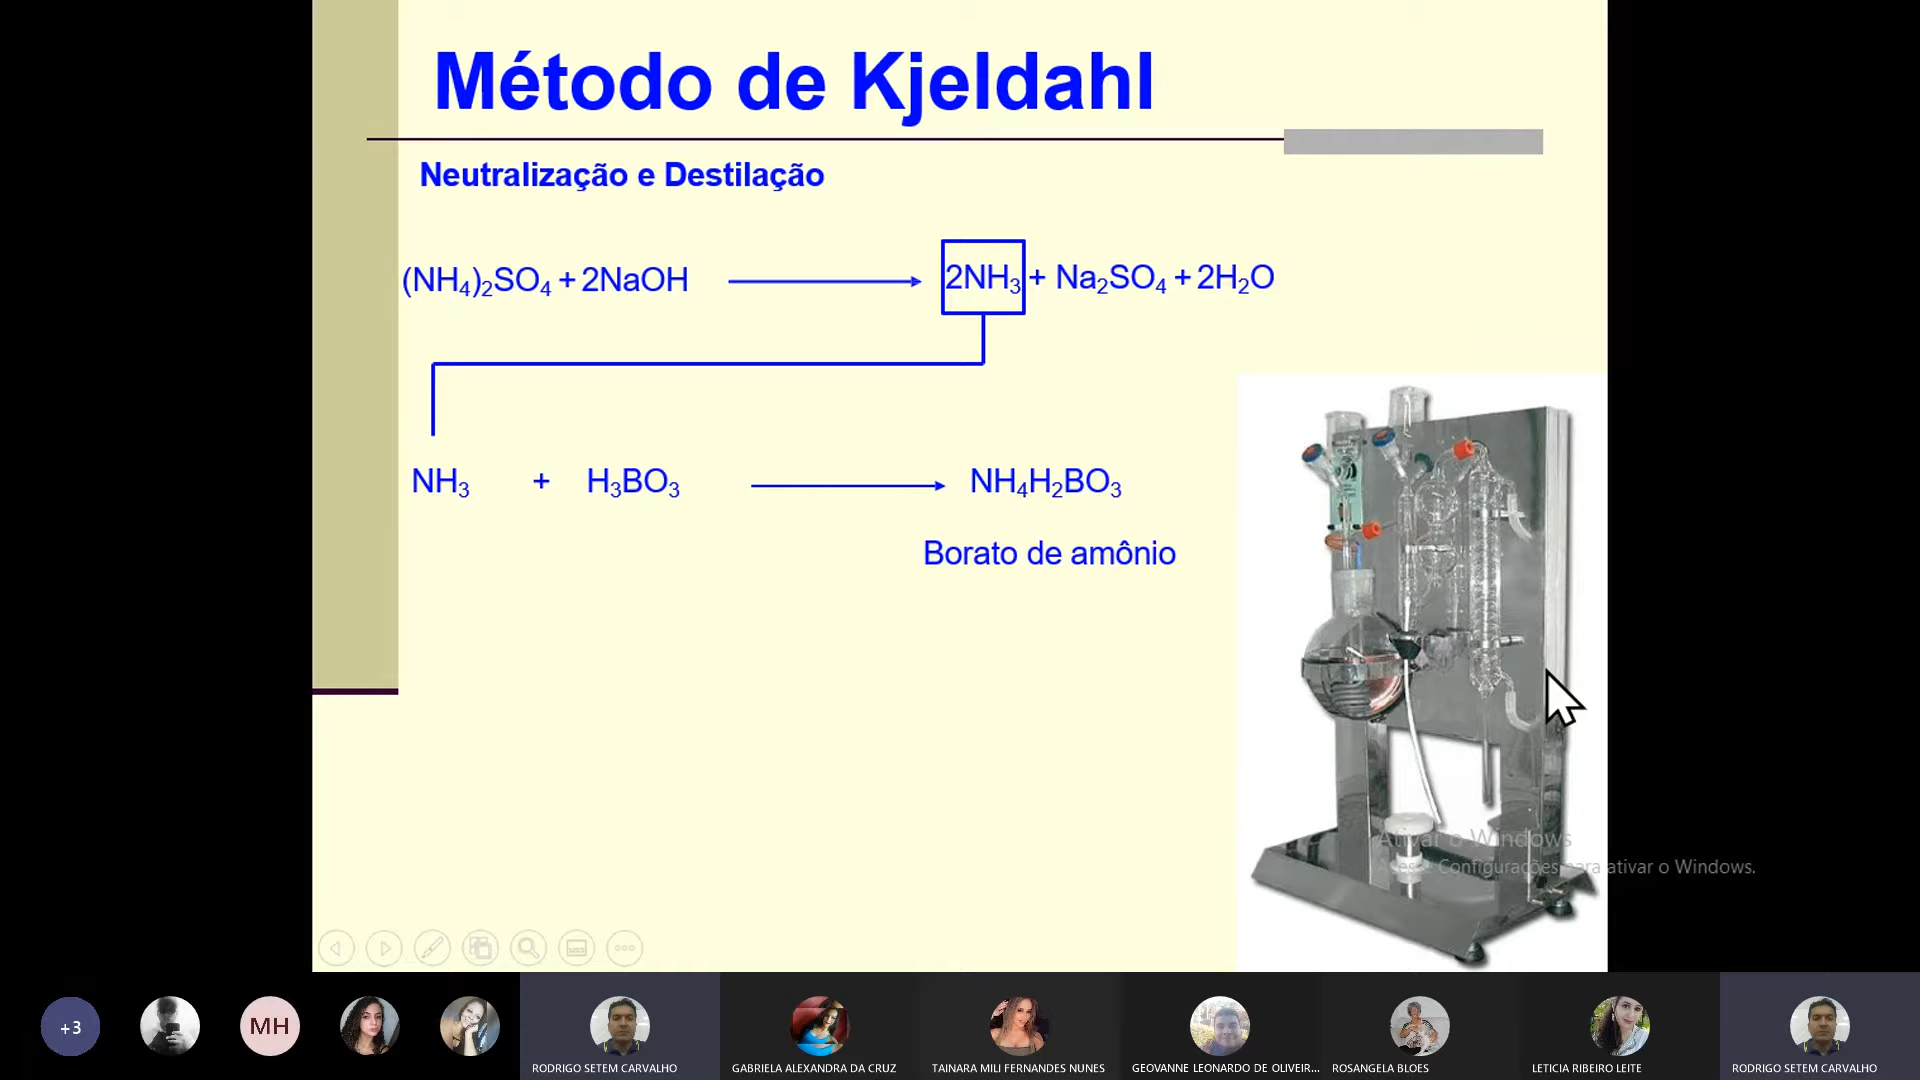 Método de Kjeldahl
Neutralização e Destilação
(NH₄)₂SO₄ + 2NaOH 2NH₃ + Na₂SO₄ + 2H₂O
NH₃ + H₃BO₃ NH₄H₂BO₃
Borato de amônio
Ativar o Windows
Acesse Configurações para ativar o Windows.
+3
MH
RODRIGO SETEM CARVALHO
GABRIELA ALEXANDRA DA CRUZ
TAINARA MILI FERNANDES NUNES
GEOVANNE LEONARDO DE OLIVEIR...
ROSANGELA BLOES
LETICIA RIBEIRO LEITE
RODRIGO SETEM CARVALHO